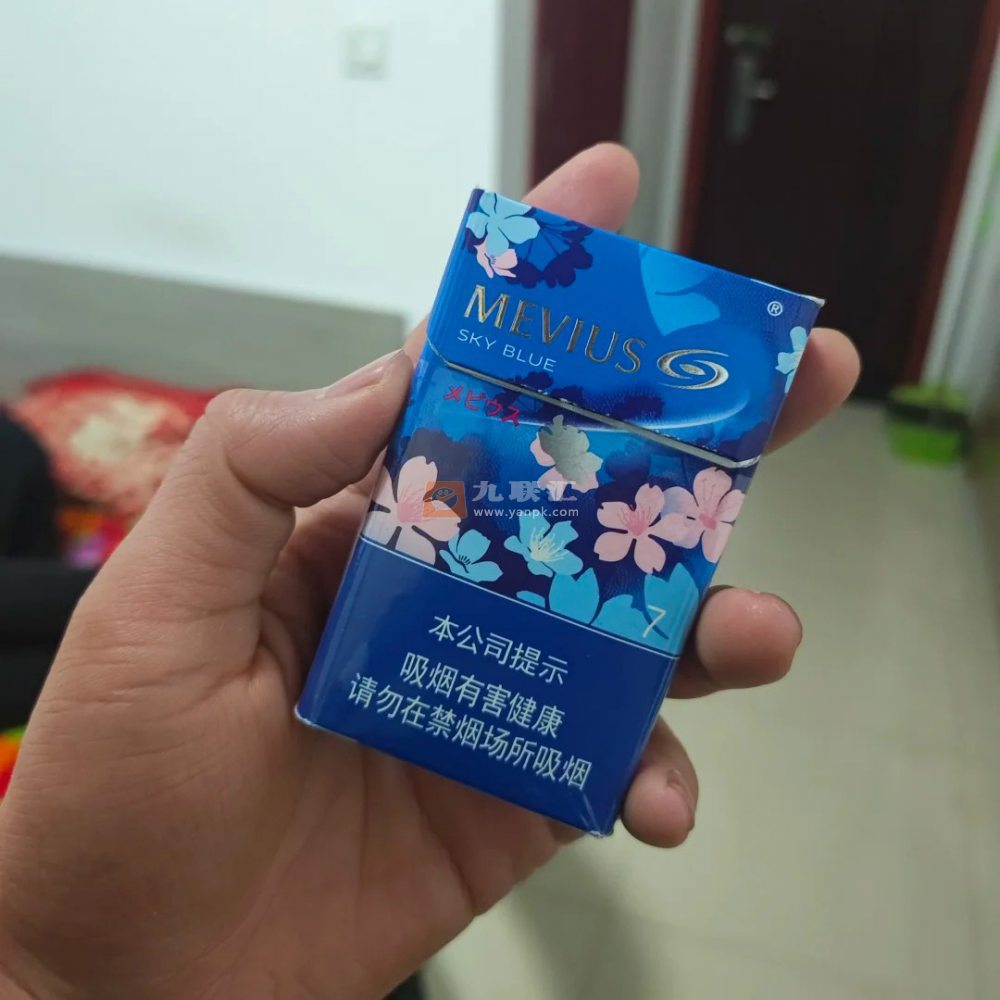 MEVIUS
®
SKY BLUE
メビウス
九联汇
www.yanpk.com
7
本公司提示
吸烟有害健康
请勿在禁烟场所吸烟